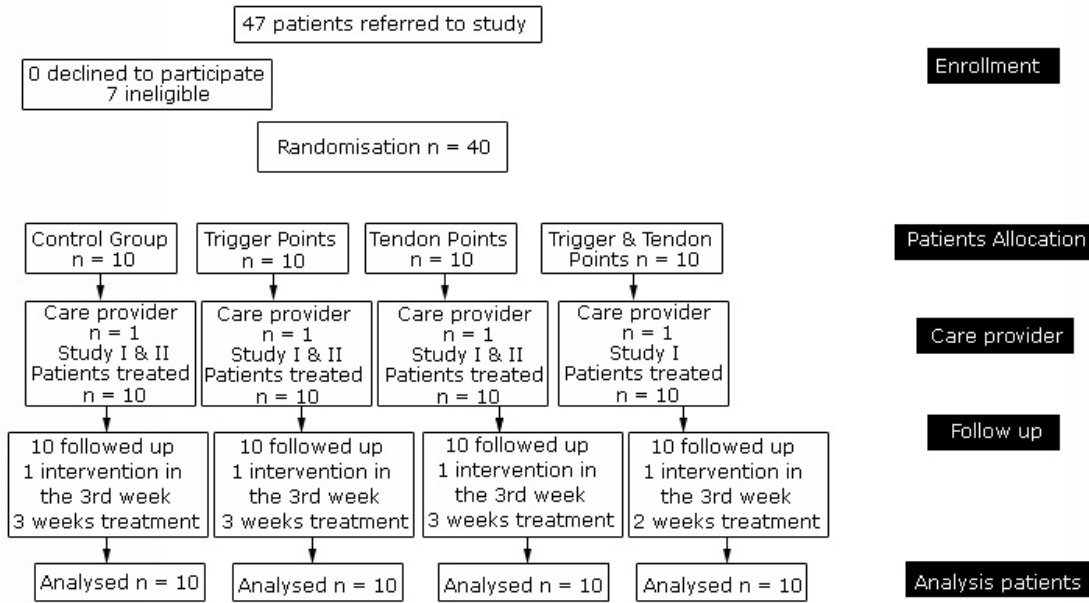 47 patients referred to study
0 declined to participate
7 ineligible
Enrollment
Randomisation n = 40
Control Group
n = 10
Trigger Points
n = 10
Tendon Points
n = 10
Trigger & Tendon
Points n = 10
Patients Allocation
Care provider
n = 1
Study I & II
Patients treated
n = 10
Care provider
n = 1
Study I & II
Patients treated
n = 10
Care provider
n = 1
Study I & II
Patients treated
n = 10
Care provider
n = 1
Study I
Patients treated
n = 10
Care provider
10 followed up
1 intervention in
the 3rd week
3 weeks treatment
10 followed up
1 intervention in
the 3rd week
3 weeks treatment
10 followed up
1 intervention in
the 3rd week
3 weeks treatment
10 followed up
1 intervention in
the 3rd week
2 weeks treatment
Follow up
Analysed n = 10
Analysed n = 10
Analysed n = 10
Analysed n = 10
Analysis patients